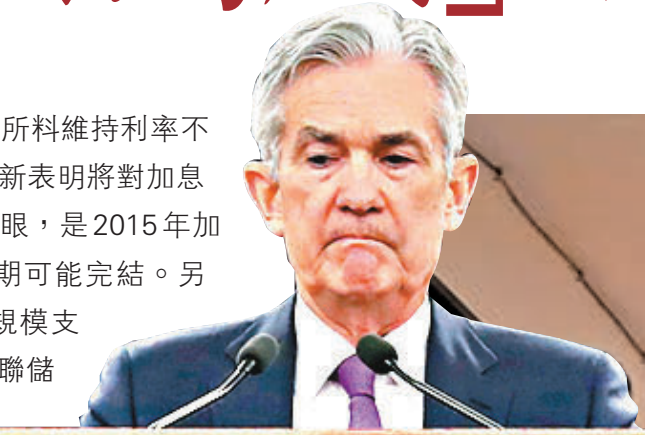 所料維持利率不
新表明將對加息
眼，是2015年加
期可能完結。另
規模支
聯儲